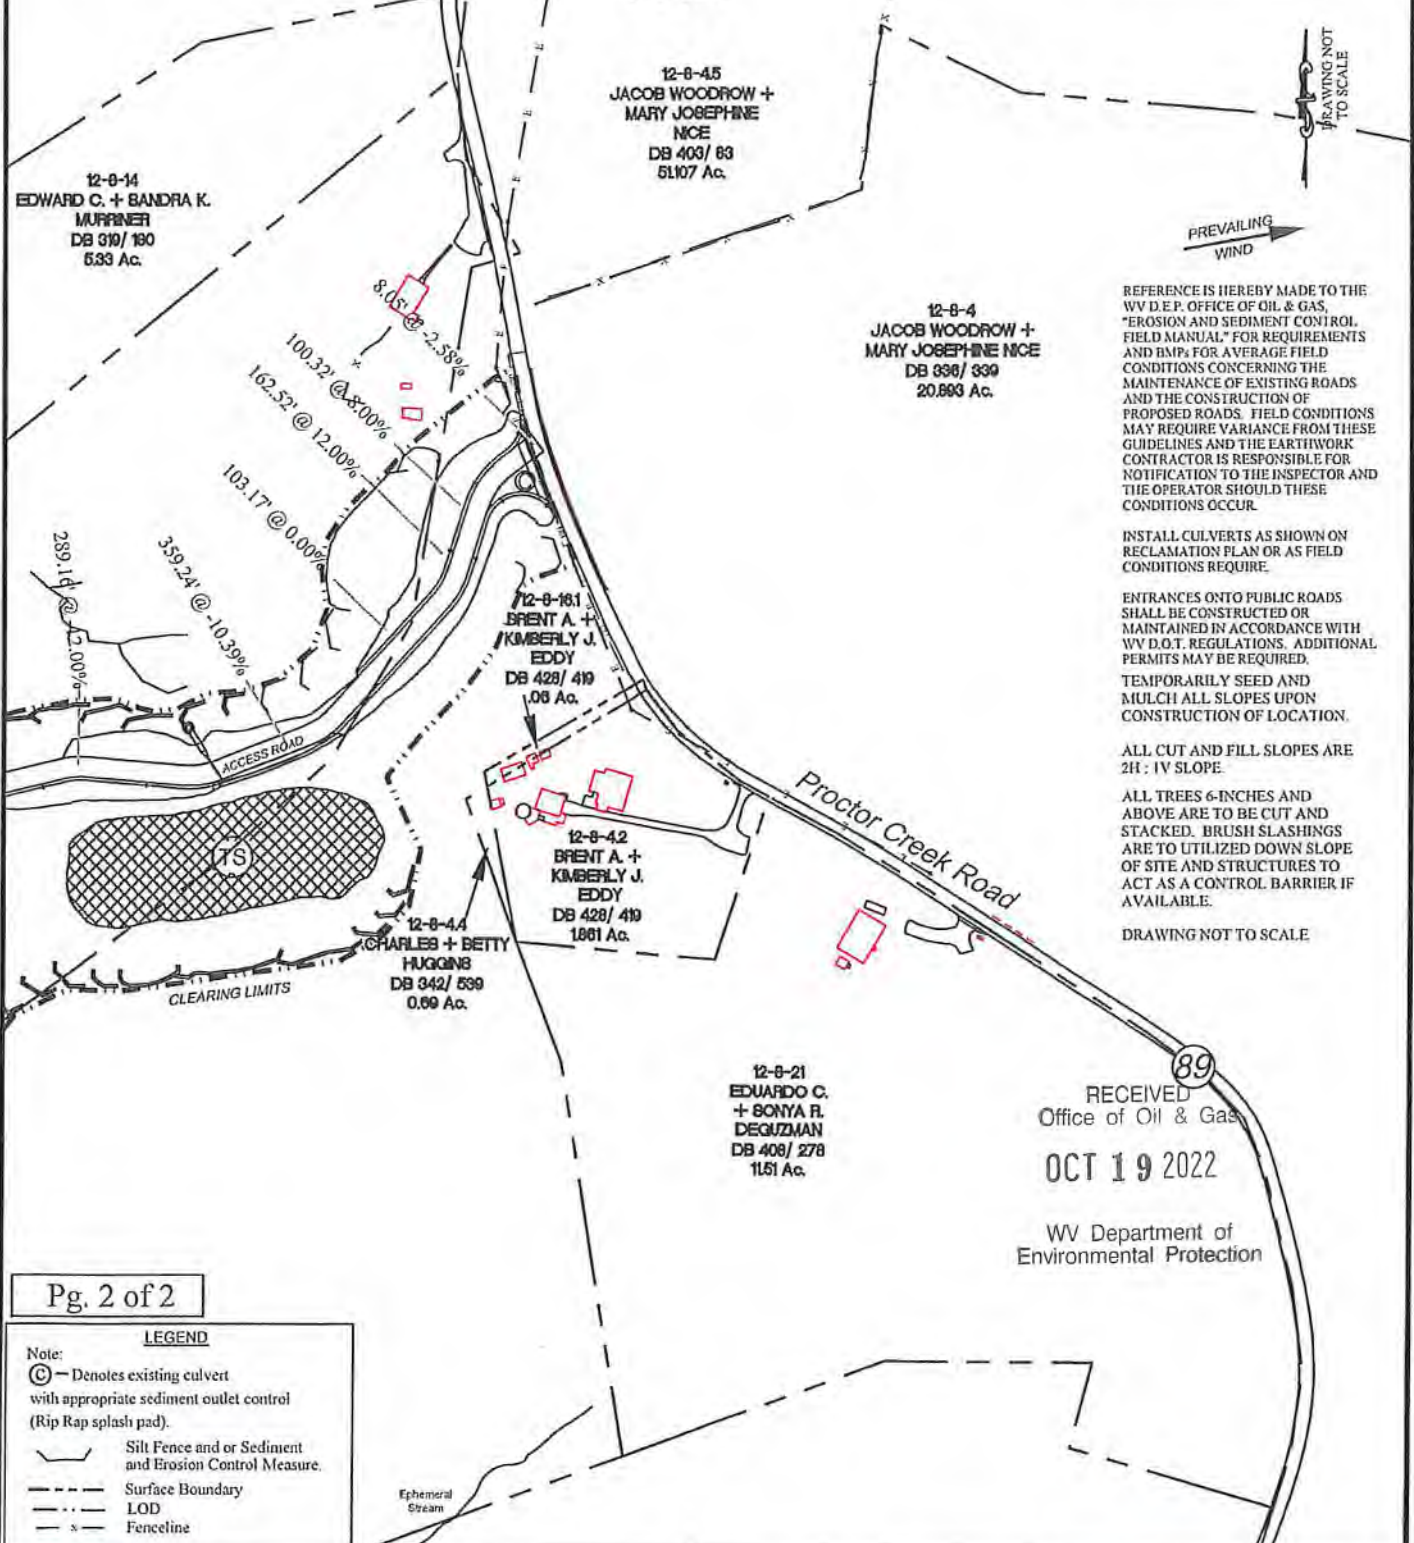 12-8-4.5
JACOB WOODROW +
MARY JOSEPHINE
NICE
DB 403/ 63
51.107 Ac.
DRAWING NOT
TO SCALE
12-8-14
EDWARD C. + SANDRA K.
MURRINER
DB 319/ 180
5.33 Ac.
PREVAILING
WIND
12-8-4
JACOB WOODROW +
MARY JOSEPHINE NICE
DB 336/ 339
20.893 Ac.
REFERENCE IS HEREBY MADE TO THE
WV D.E.P. OFFICE OF OIL & GAS,
"EROSION AND SEDIMENT CONTROL
FIELD MANUAL" FOR REQUIREMENTS
AND BMPs FOR AVERAGE FIELD
CONDITIONS CONCERNING THE
MAINTENANCE OF EXISTING ROADS
AND THE CONSTRUCTION OF
PROPOSED ROADS. FIELD CONDITIONS
MAY REQUIRE VARIANCE FROM THESE
GUIDELINES AND THE EARTHWORK
CONTRACTOR IS RESPONSIBLE FOR
NOTIFICATION TO THE INSPECTOR AND
THE OPERATOR SHOULD THESE
CONDITIONS OCCUR.
INSTALL CULVERTS AS SHOWN ON
RECLAMATION PLAN OR AS FIELD
CONDITIONS REQUIRE.
ENTRANCES ONTO PUBLIC ROADS
SHALL BE CONSTRUCTED OR
MAINTAINED IN ACCORDANCE WITH
WV D.O.T. REGULATIONS. ADDITIONAL
PERMITS MAY BE REQUIRED.
TEMPORARILY SEED AND
MULCH ALL SLOPES UPON
CONSTRUCTION OF LOCATION.
ALL CUT AND FILL SLOPES ARE
2H : 1V SLOPE.
ALL TREES 6-INCHES AND
ABOVE ARE TO BE CUT AND
STACKED. BRUSH SLASHINGS
ARE TO UTILIZED DOWN SLOPE
OF SITE AND STRUCTURES TO
ACT AS A CONTROL BARRIER IF
AVAILABLE.
DRAWING NOT TO SCALE
8.05' @ -2.58%
100.32' @ 8.00%
162.52' @ 12.00%
103.17' @ 0.00%
359.24' @ -10.39%
289.16' @ -12.00%
12-8-16.1
BRENT A. +
KIMBERLY J.
EDDY
DB 428/ 419
.06 Ac.
ACCESS ROAD
TS
Proctor Creek Road
12-8-4.2
BRENT A. +
KIMBERLY J.
EDDY
DB 428/ 419
1.861 Ac.
12-8-4.4
CHARLES + BETTY
HUGGINS
DB 342/ 539
0.69 Ac.
CLEARING LIMITS
12-8-21
EDUARDO C.
+ SONYA R.
DEGUZMAN
DB 408/ 278
11.51 Ac.
89
RECEIVED
Office of Oil & Gas
OCT 19 2022
WV Department of
Environmental Protection
Pg. 2 of 2
LEGEND
Note:
C – Denotes existing culvert
with appropriate sediment outlet control
(Rip Rap splash pad).
Silt Fence and or Sediment
and Erosion Control Measure.
Surface Boundary
LOD
Fenceline
Ephemeral
Stream